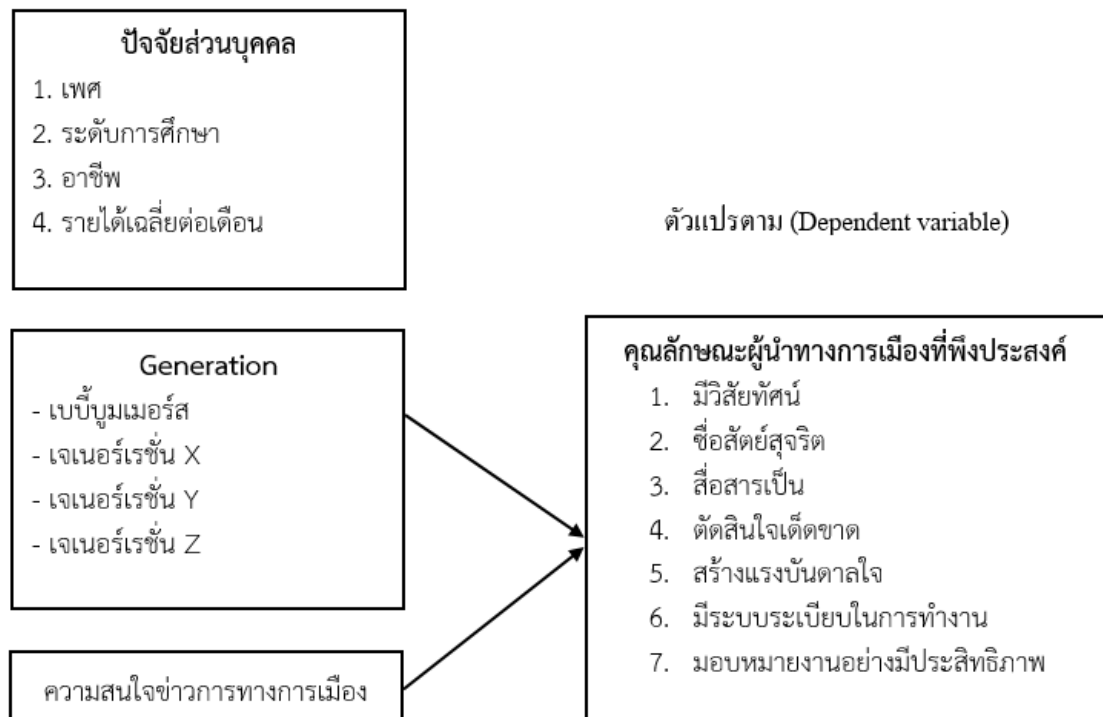 ปัจจัยส่วนบุคคล
1. เพศ
2. ระดับการศึกษา
3. อาชีพ
4. รายได้เฉลี่ยต่อเดือน
ตัวแปรตาม (Dependent variable)
Generation
- เบบี้บูมเมอร์ส
- เจเนอร์เรชั่น X
- เจเนอร์เรชั่น Y
- เจเนอร์เรชั่น Z
ความสนใจข่าวการทางการเมือง
คุณลักษณะผู้นำทางการเมืองที่พึงประสงค์
1. มีวิสัยทัศน์
2. ซื่อสัตย์สุจริต
3. สื่อสารเป็น
4. ตัดสินใจเด็ดขาด
5. สร้างแรงบันดาลใจ
6. มีระบบระเบียบในการทำงาน
7. มอบหมายงานอย่างมีประสิทธิภาพ